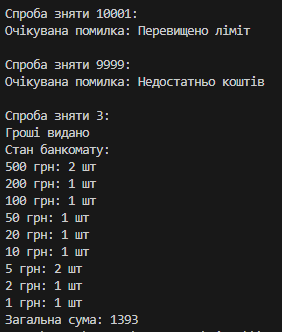 Спроба зняти 10001:
Очікувана помилка: Перевищено ліміт
Спроба зняти 9999:
Очікувана помилка: Недостатньо коштів
Спроба зняти 3:
Гроші видано
Стан банкомату:
500 грн: 2 шт
200 грн: 1 шт
100 грн: 1 шт
50 грн: 1 шт
20 грн: 1 шт
10 грн: 1 шт
5 грн: 2 шт
2 грн: 1 шт
1 грн: 1 шт
Загальна сума: 1393